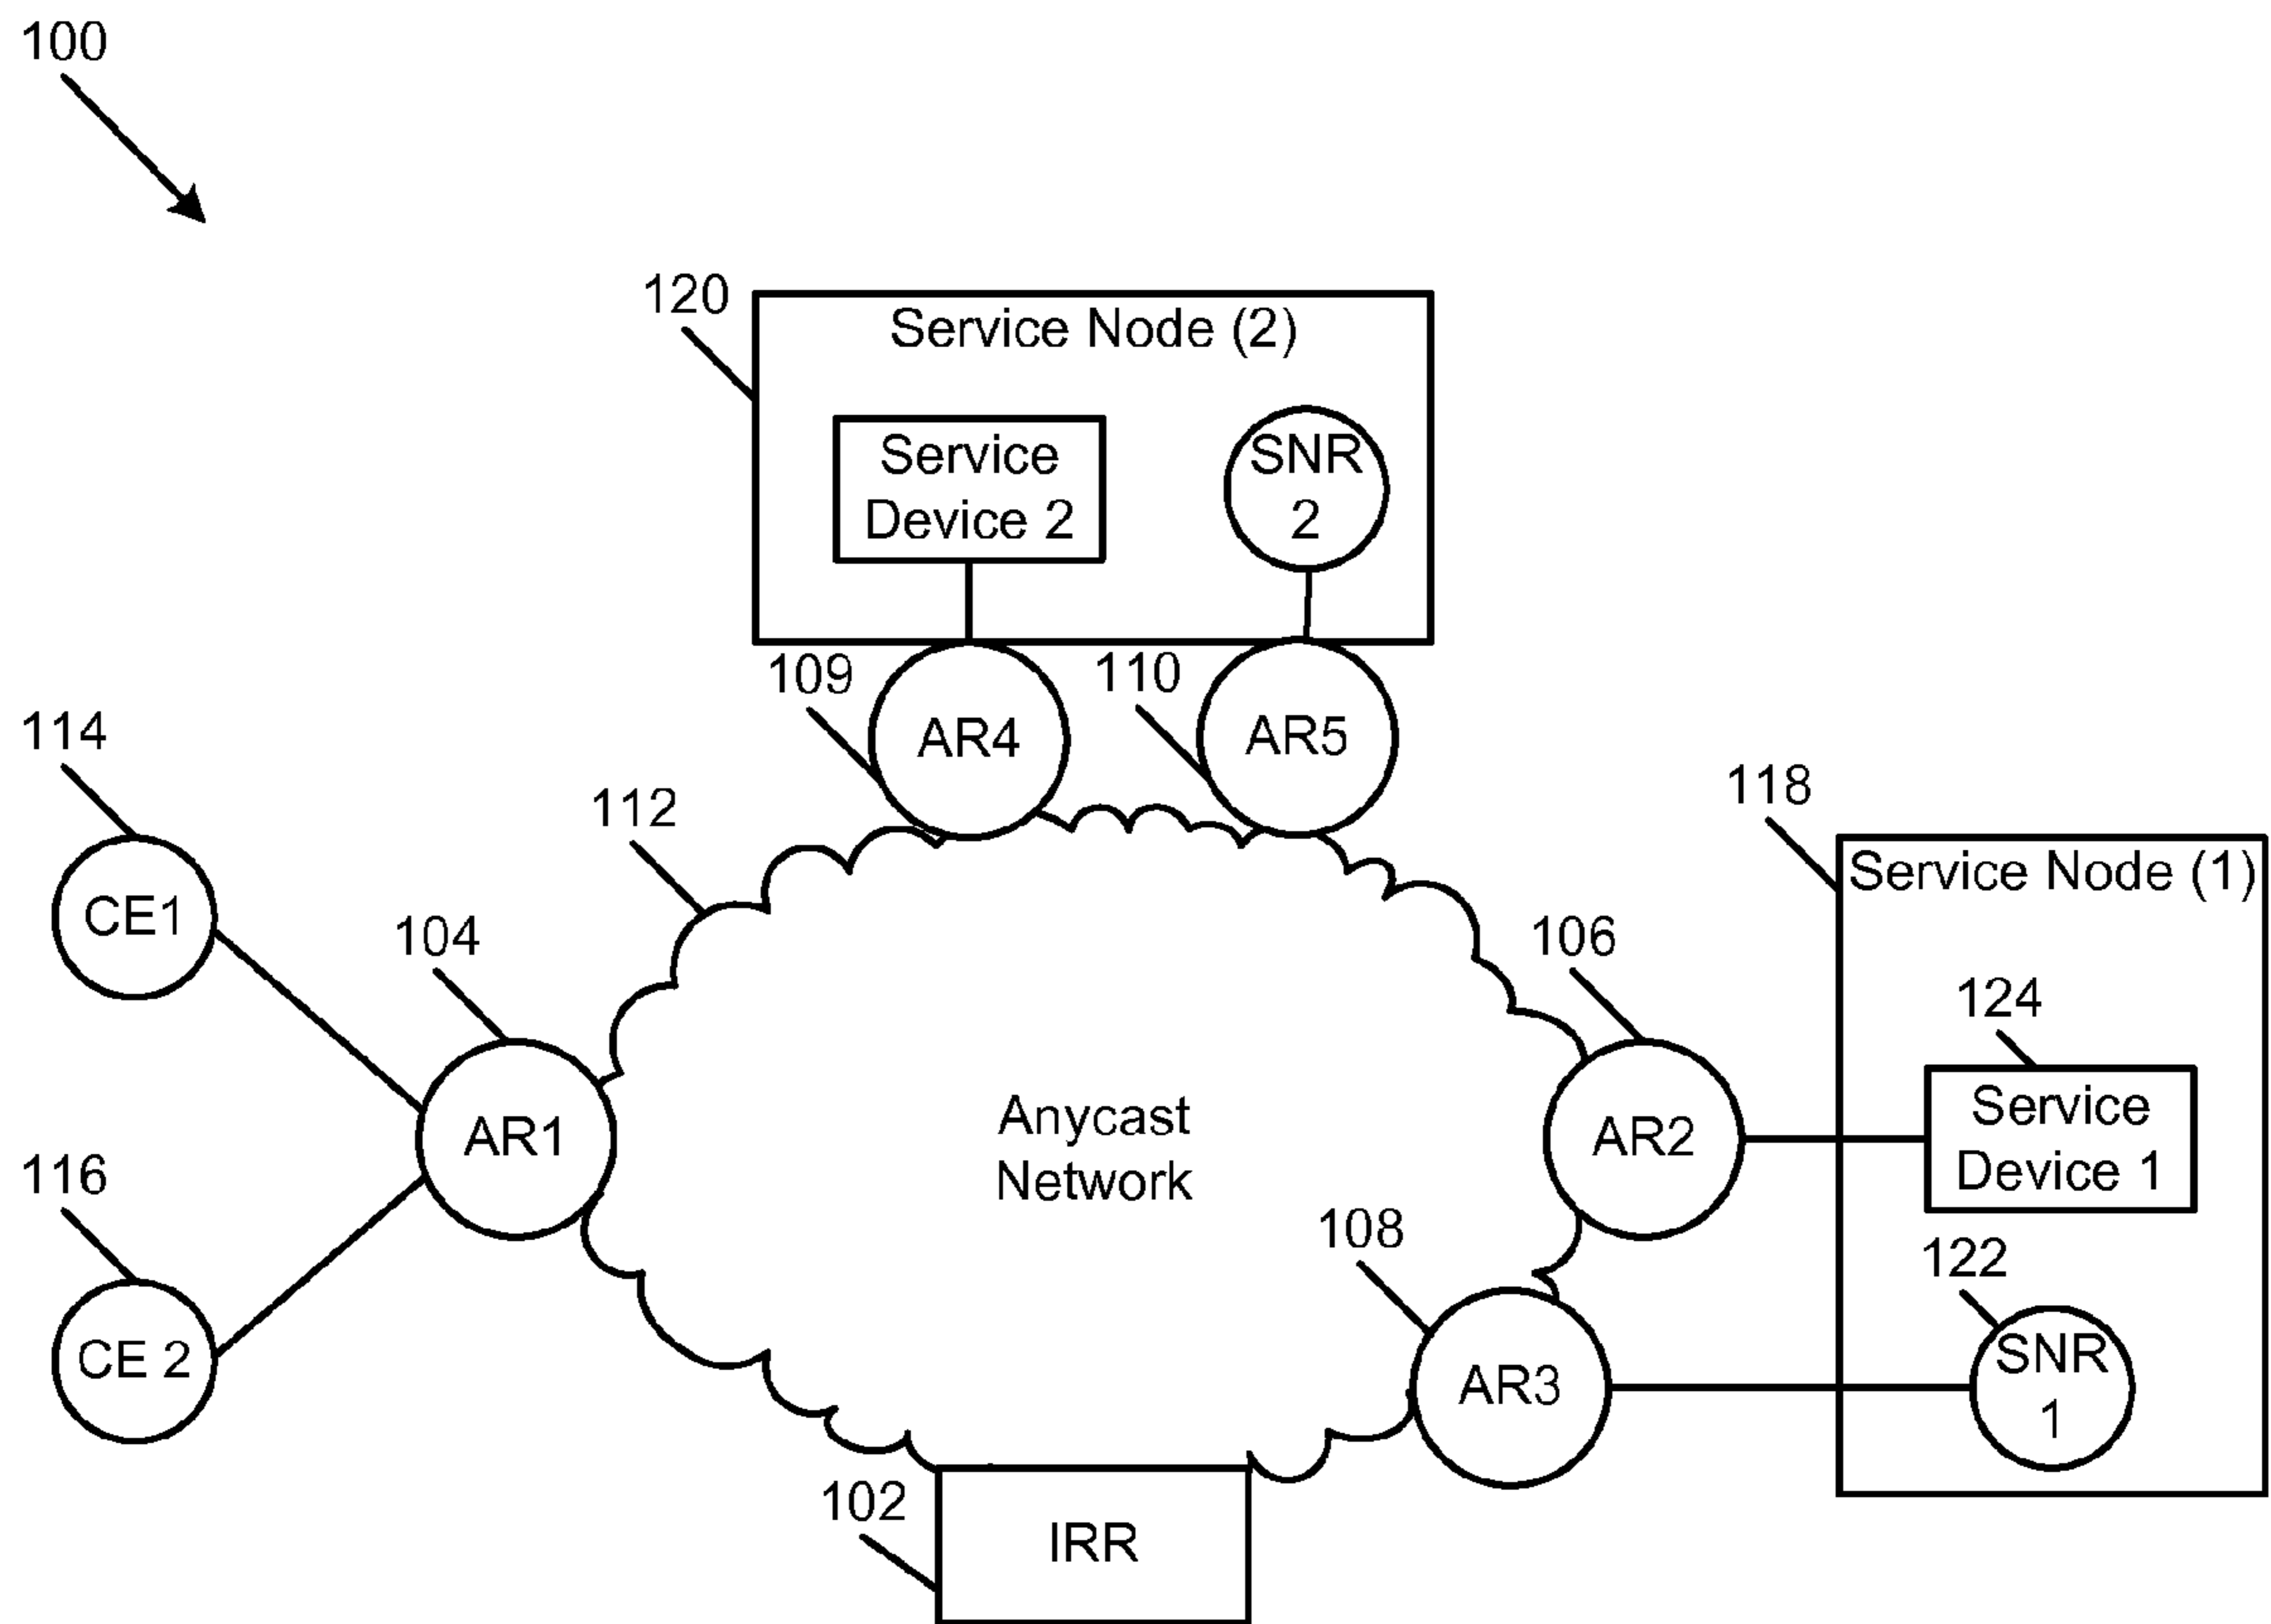 100
120
Service Node (2)
Service
Device 2
SNR
2
109
110
AR4
AR5
114
112
118
CE1
Service Node (1)
104
106
124
Service
Device 1
AR1
Anycast
Network
AR2
116
108
122
CE 2
AR3
SNR
1
102
IRR